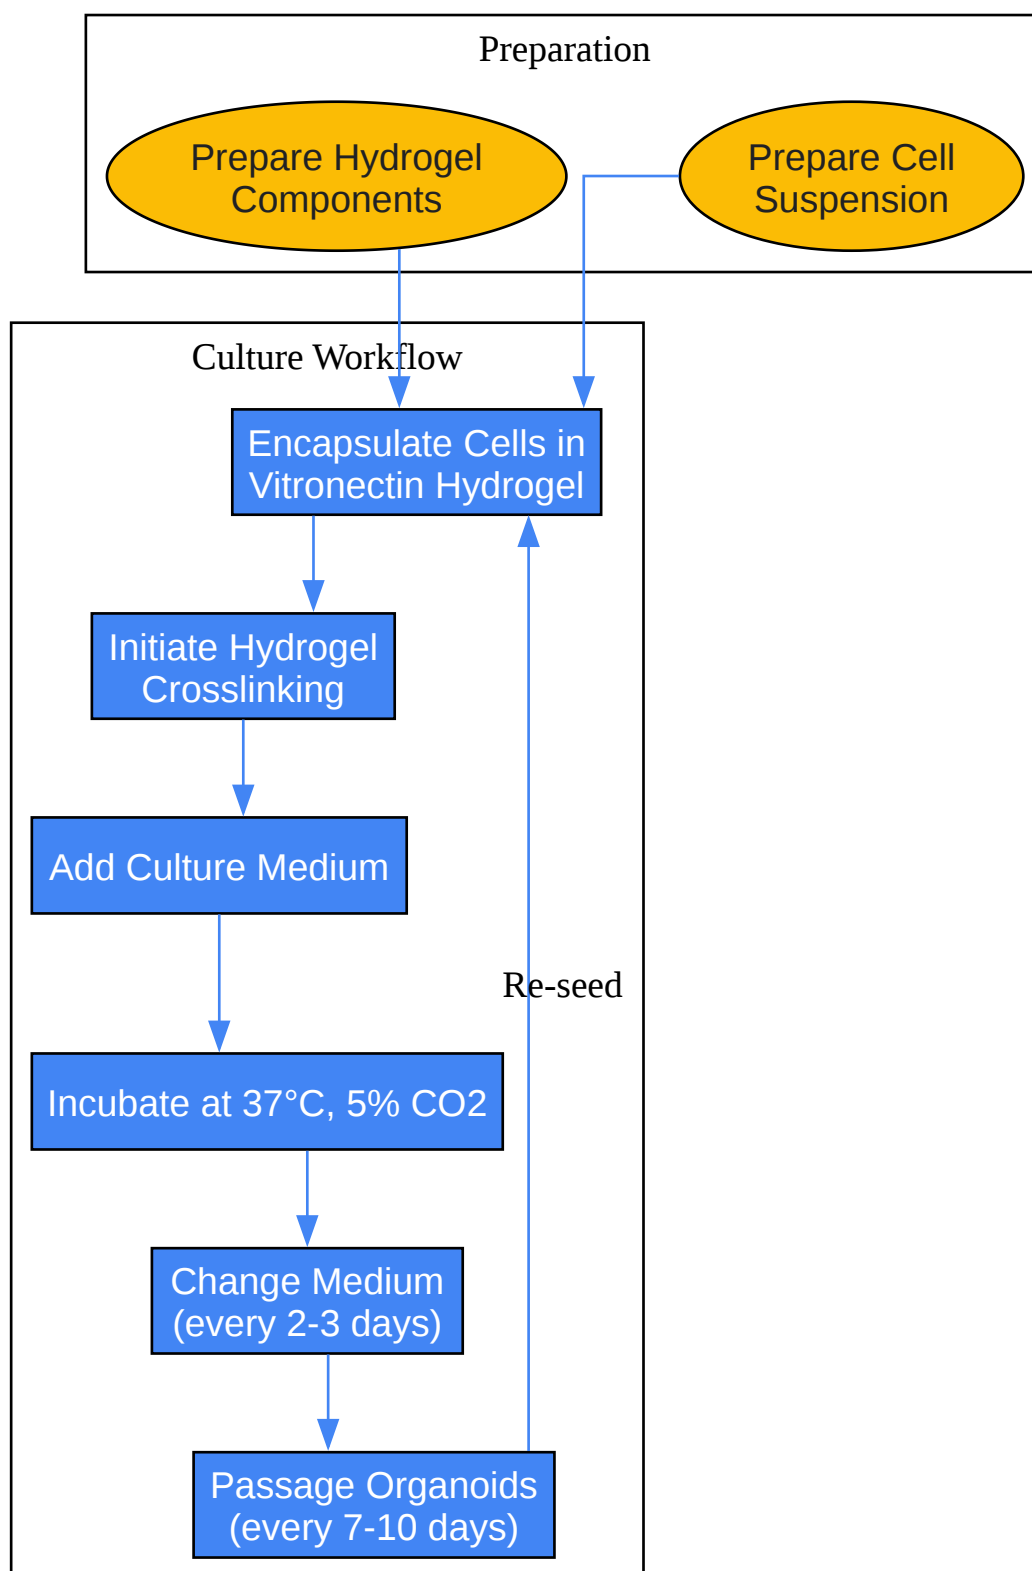 Preparation
Prepare Hydrogel
Components
Prepare Cell
Suspension
Culture Workflow
Encapsulate Cells in
Vitronectin Hydrogel
Initiate Hydrogel
Crosslinking
Add Culture Medium
Re-seed
Incubate at 37°C, 5% CO2
Change Medium
(every 2-3 days)
Passage Organoids
(every 7-10 days)